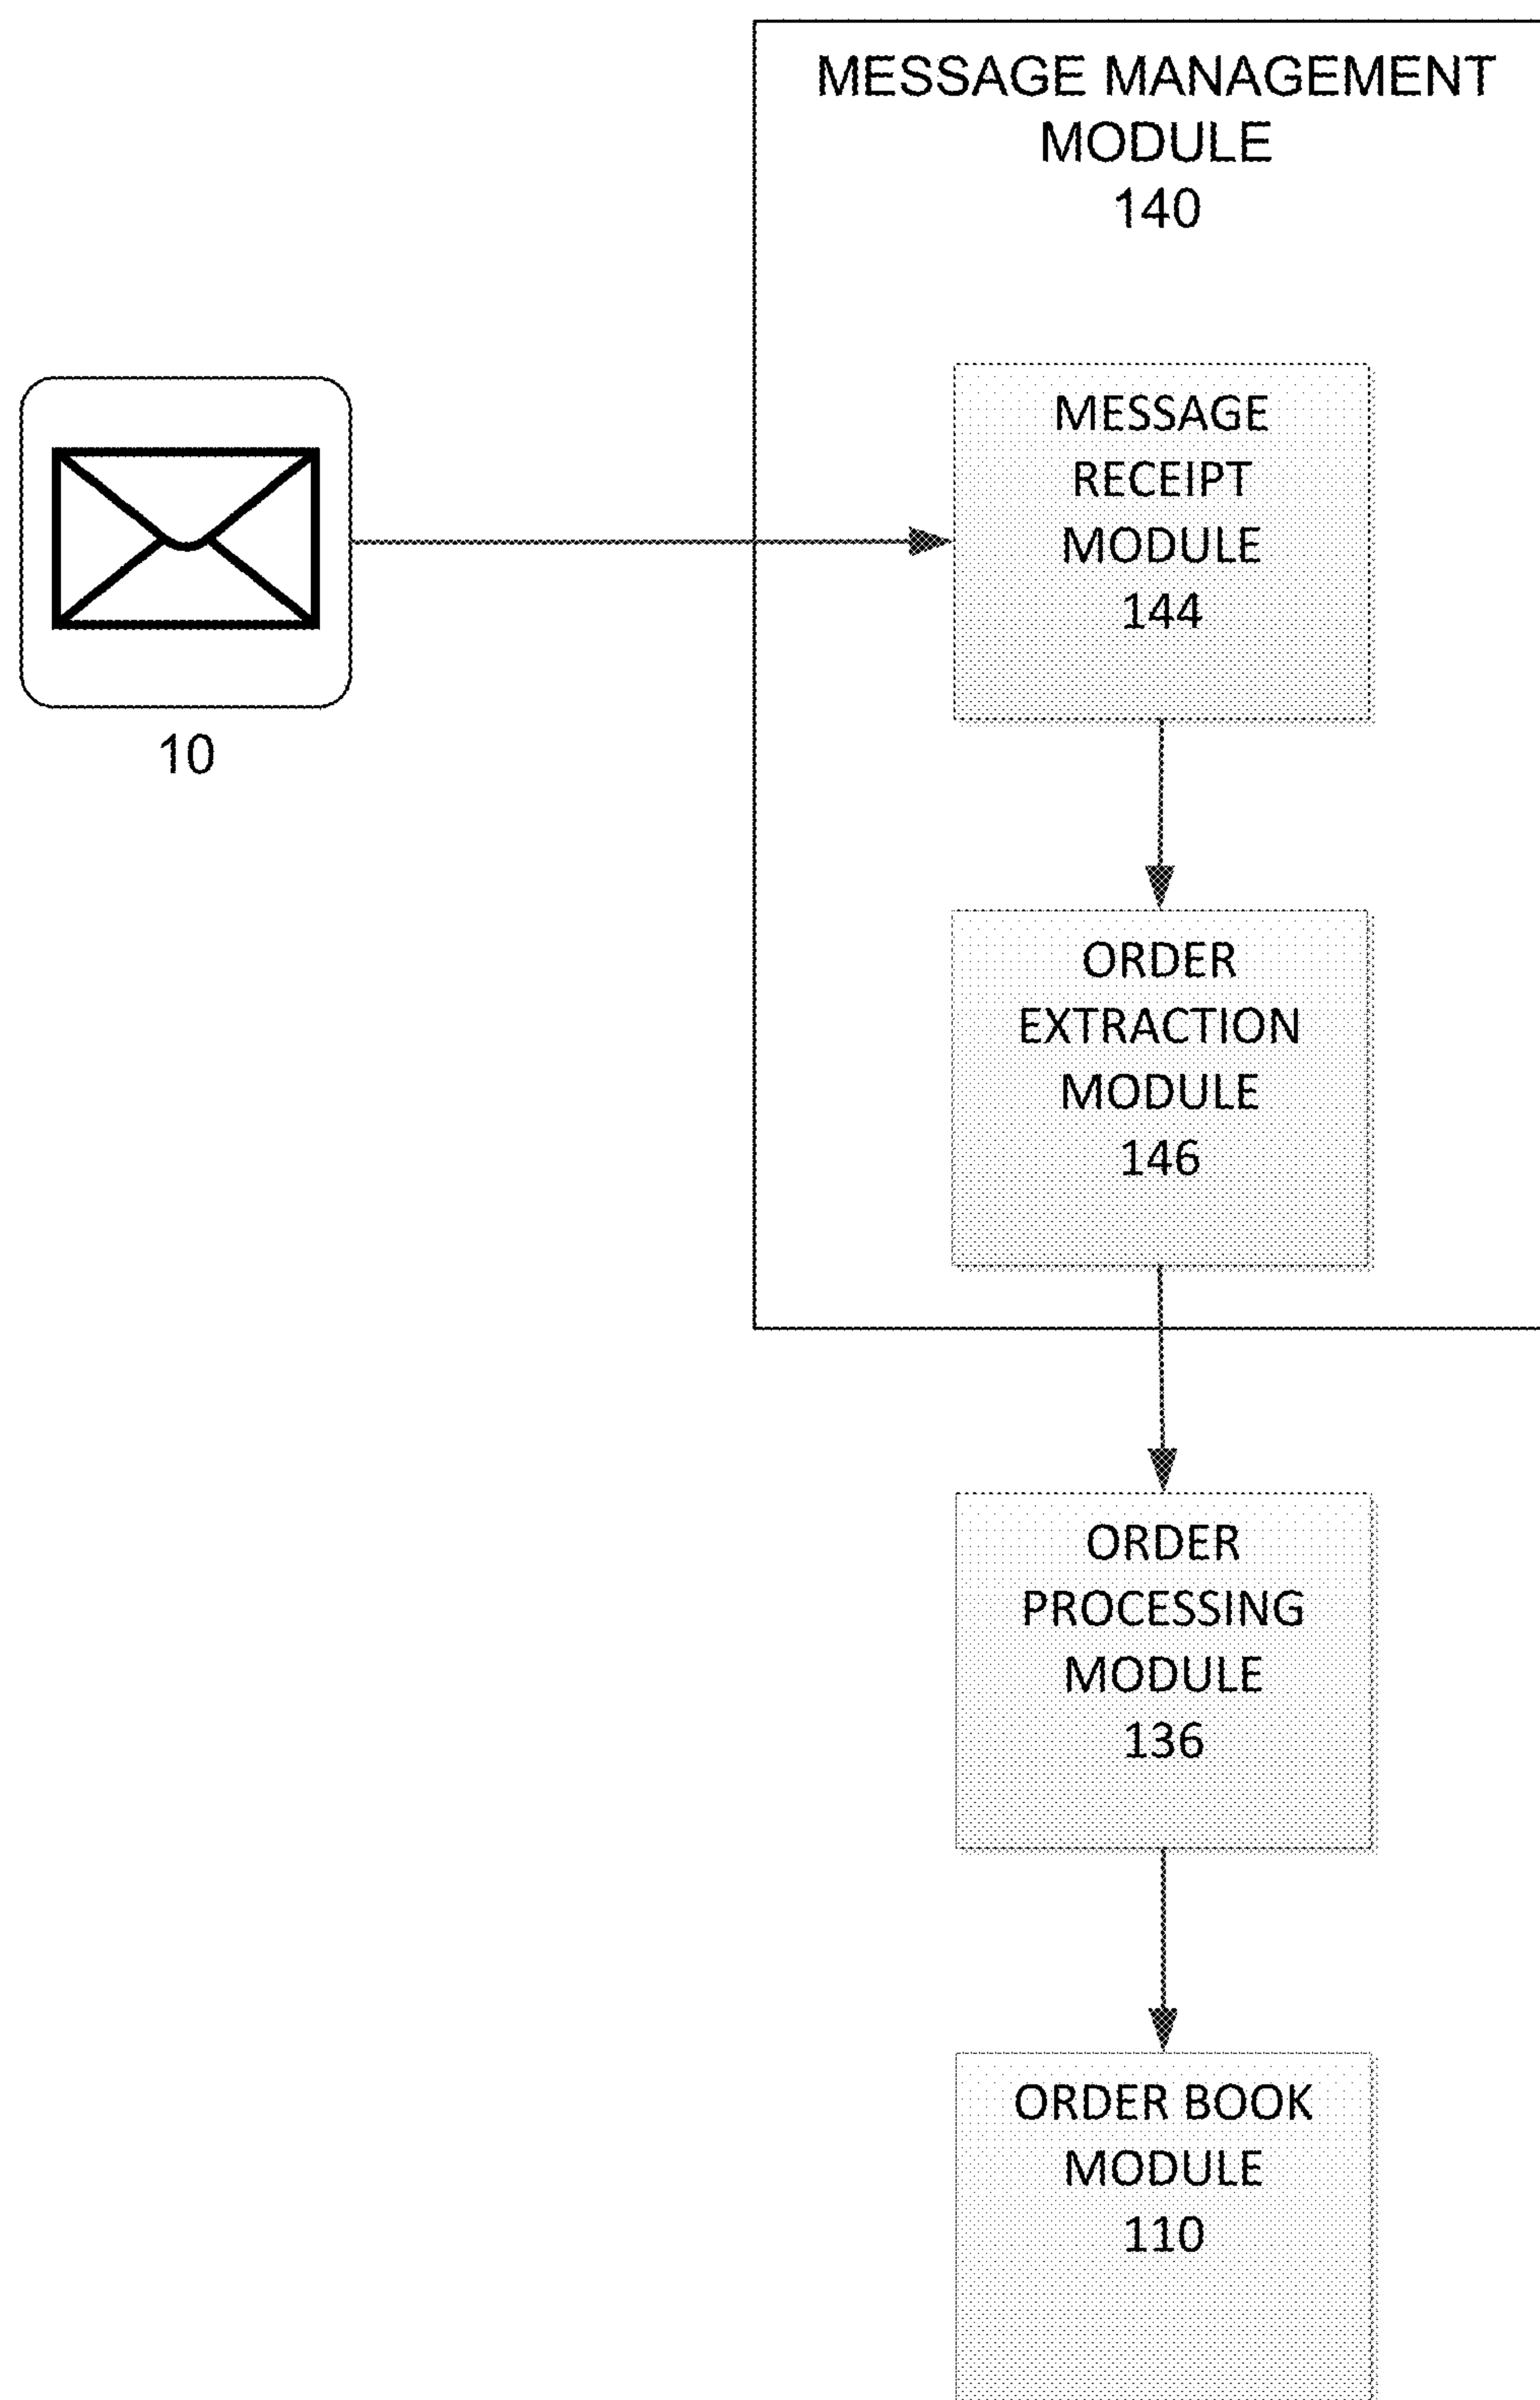 MESSAGE MANAGEMENT
MODULE
140
MESSAGE
RECEIPT
MODULE
144
10
ORDER
EXTRACTION
MODULE
146
ORDER
PROCESSING
MODULE
136
ORDER BOOK
MODULE
110